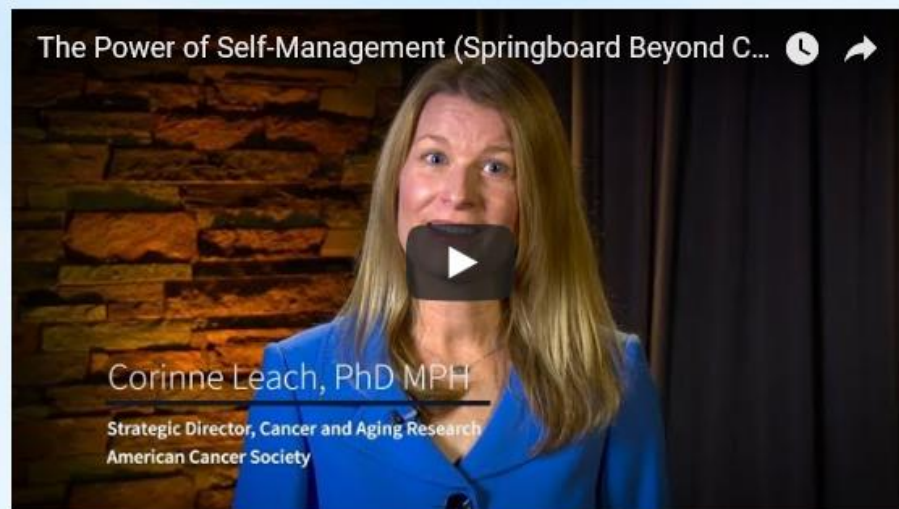 The Power of Self-Management (Springboard Beyond C...
Corinne Leach, PhD MPH
Strategic Director, Cancer and Aging Research
American Cancer Society